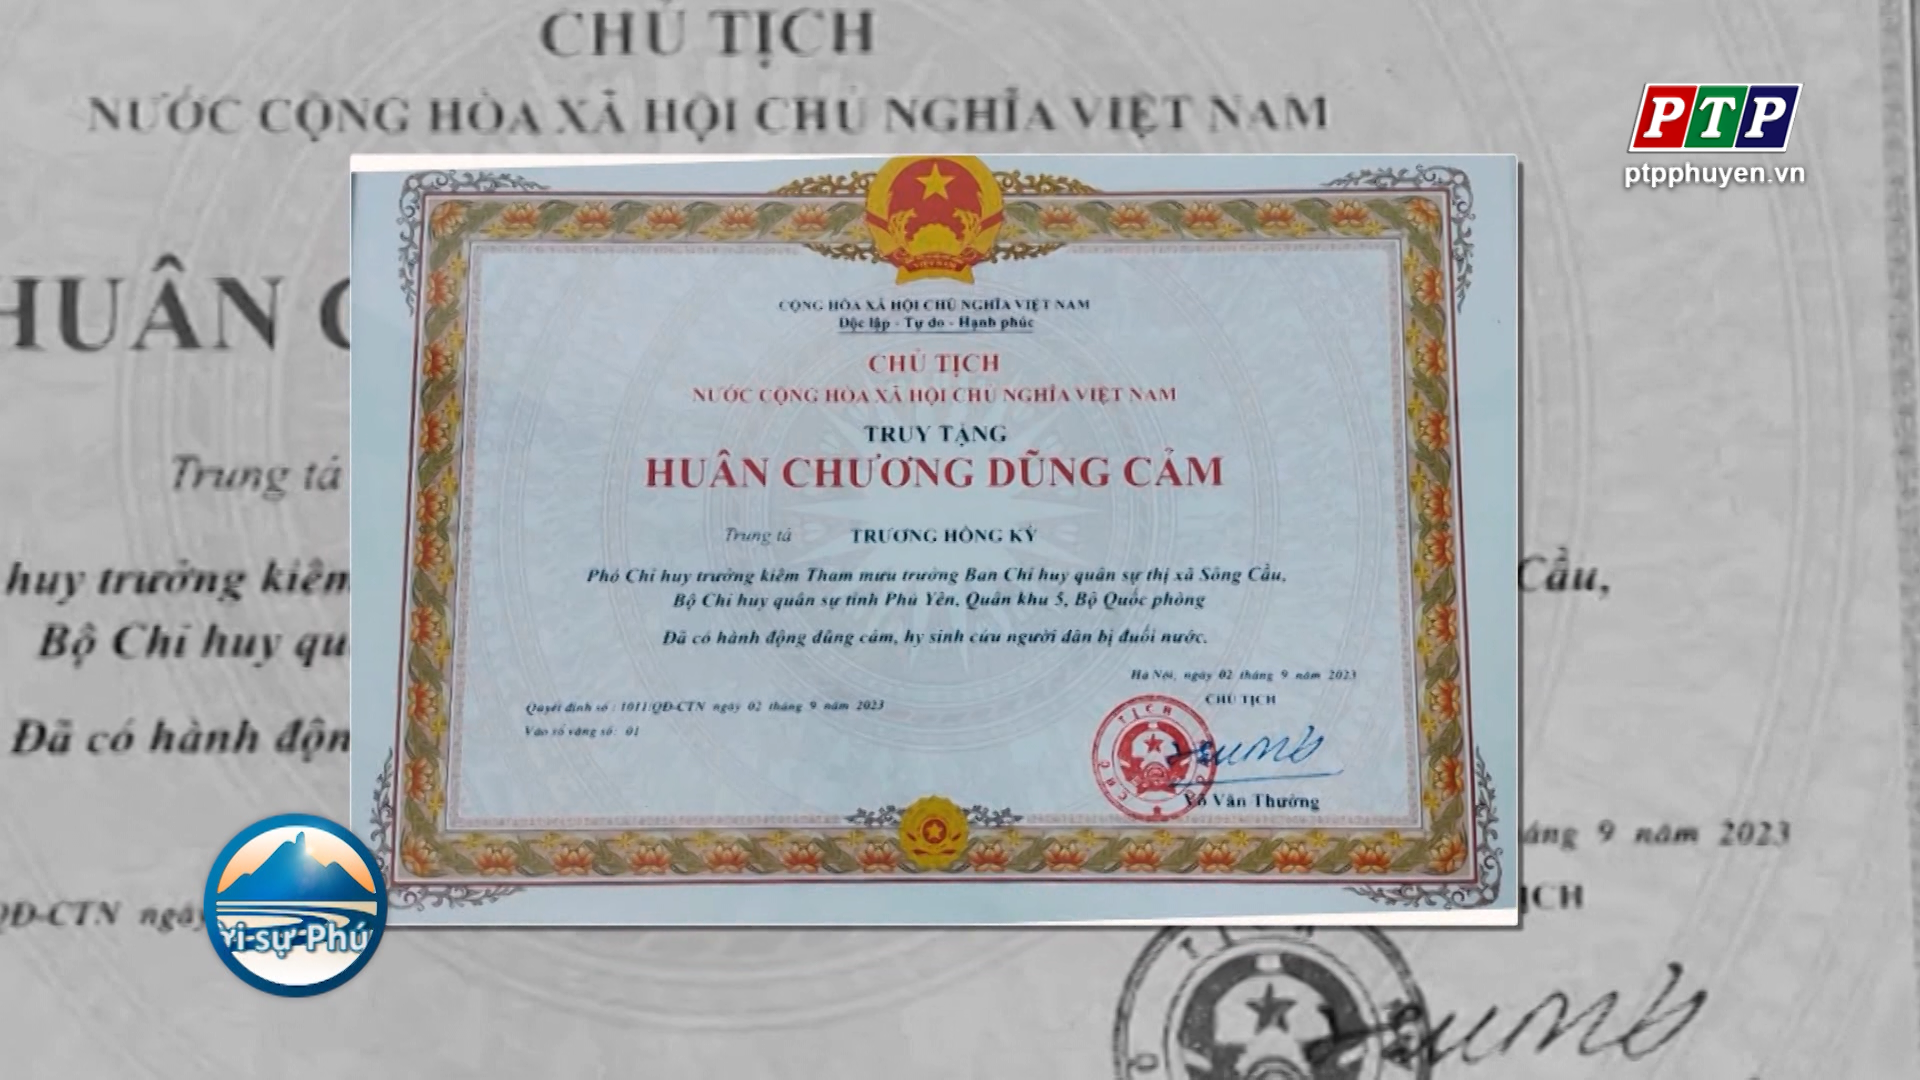 CHỦ TỊCH
NƯỚC CỘNG HÒA XÃ HỘI CHỦ NGHĨA VIỆT NAM
PTP
ptpphuyen.vn
HUÂN C
Trung tá
huy trưởng kiêm
Bộ Chỉ huy qu
Đã có hành độn
QĐ-CTN ngày
Cầu,
áng 9 năm 2023
ỊCH
TỊCH
VIỆT NAM
CỘNG HÒA XÃ HỘI CHỦ NGHĨA VIỆT NAM
Độc lập - Tự do - Hạnh phúc
CHỦ TỊCH
NƯỚC CỘNG HÒA XÃ HỘI CHỦ NGHĨA VIỆT NAM
TRUY TẶNG
HUÂN CHƯƠNG DŨNG CẢM
Trung tá TRƯƠNG HỒNG KỲ
Phó Chỉ huy trưởng kiêm Tham mưu trưởng Ban Chỉ huy quân sự thị xã Sông Cầu,
Bộ Chỉ huy quân sự tỉnh Phú Yên, Quân khu 5, Bộ Quốc phòng
Đã có hành động dũng cảm, hy sinh cứu người dân bị đuối nước.
Hà Nội, ngày 02 tháng 9 năm 2023
CHỦ TỊCH
Quyết định số : 1011/QĐ-CTN ngày 02 tháng 9 năm 2023
Vào sổ vàng số: 01
Võ Văn Thưởng
ời sự Phú